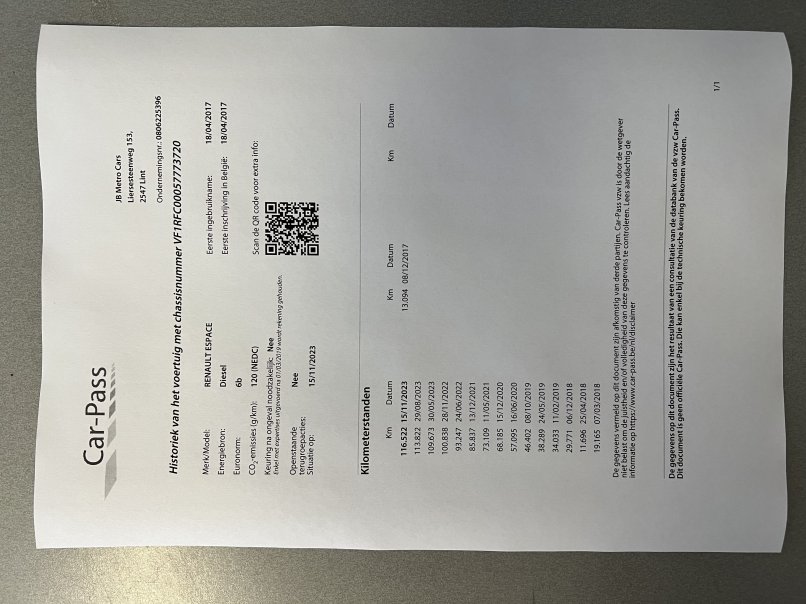 Car-Pass
JB Metro Cars
Liersesteenweg 153,
2547 Lint
Ondernemingsnr.: 0806225396
Historiek van het voertuig met chassisnummer VF1RFC00057773720
Merk/Model: RENAULT ESPACE
Energiebron: Diesel
Euronorm: 6b
CO₂-emissies (g/km): 120 (NEDC)
Keuring na ongeval noodzakelijk: Nee
Enkel met expertises uitgevoerd na 01/03/2019 wordt rekening gehouden.
Openstaande
terugroepacties: Nee
Situatie op: 15/11/2023
Eerste ingebruikname: 18/04/2017
Eerste inschrijving in België: 18/04/2017
Scan de QR code voor extra info:
Kilometerstanden
Km Datum Km Datum Km Datum
116.522 15/11/2023 13.094 08/12/2017
113.822 29/08/2023
109.673 30/05/2023
100.838 28/11/2022
93.247 24/06/2022
85.837 13/12/2021
73.109 11/05/2021
68.185 15/12/2020
57.095 16/06/2020
46.402 08/10/2019
38.289 24/05/2019
34.033 11/02/2019
29.771 06/12/2018
11.696 25/04/2018
19.165 07/03/2018
De gegevens vermeld op dit document zijn afkomstig van derde partijen. Car-Pass vzw is door de wetgever
niet belast om de juistheid en/of volledigheid van deze gegevens te controleren. Lees aandachtig de
informatie op https://www.car-pass.be/nl/disclaimer
De gegevens op dit document zijn het resultaat van een consultatie van de databank van de vzw Car-Pass.
Dit document is geen officiële Car-Pass. Die kan enkel bij de technische keuring bekomen worden.
1/1